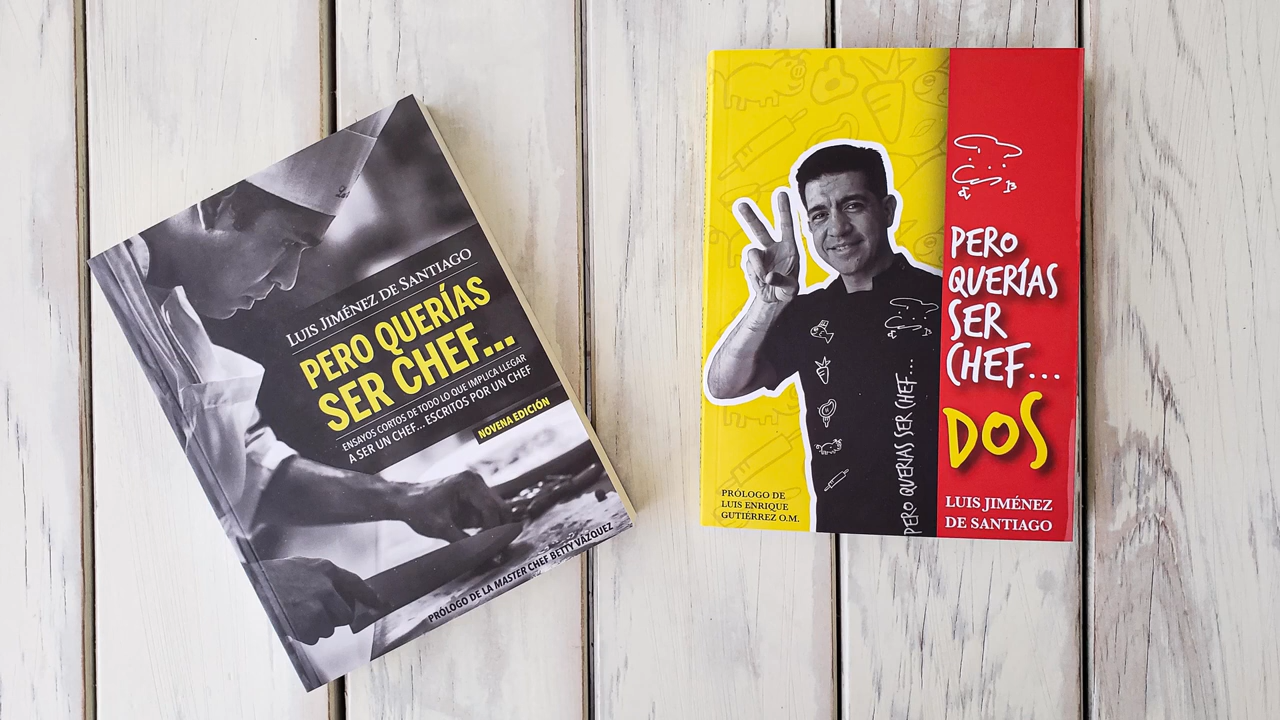 LUIS JIMÉNEZ DE SANTIAGO
PERO QUERÍAS
SER CHEF...
ENSAYOS CORTOS DE TODO LO QUE IMPLICA LLEGAR
A SER UN CHEF... ESCRITOS POR UN CHEF
NOVENA EDICIÓN
PRÓLOGO DE LA MASTER CHEF BETTY VÁZQUEZ
PERO
QUERÍAS
SER
CHEF...
DOS
LUIS JIMÉNEZ
DE SANTIAGO
PERO QUERIAS SER CHEF...
PRÓLOGO DE
LUIS ENRIQUE
GUTIÉRREZ O.M.